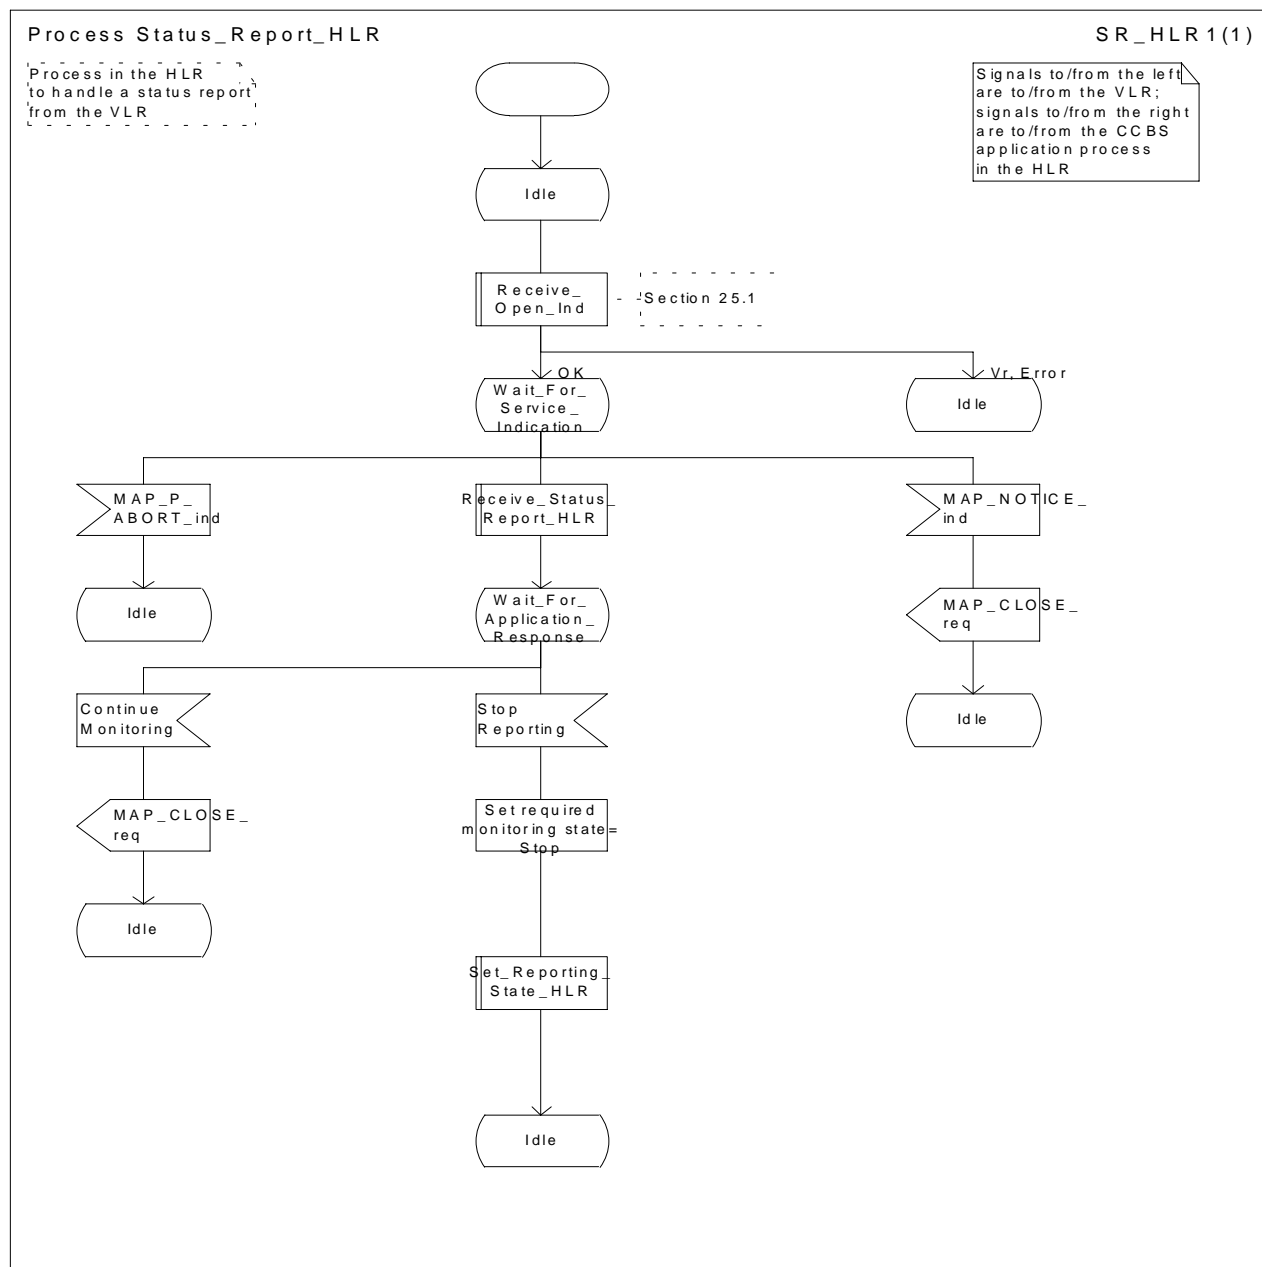 Process Status_Report_HLR
SR_HLR1(1)
Process in the HLR
to handle a status report
from the VLR
Signals to/from the left
are to/from the VLR;
signals to/from the right
are to/from the CCBS
application process
in the HLR
Idle
Receive_
Open_Ind
Section 25.1
OK
Vr, Error
Wait_For_
Service_
Indication
Idle
MAP_P_
ABORT_ind
Receive_Status_
Report_HLR
MAP_NOTICE_
ind
Idle
Wait_For_
Application_
Response
MAP_CLOSE_
req
Continue
Monitoring
Stop
Reporting
Idle
MAP_CLOSE_
req
Set required
monitoring state=
Stop
Idle
Set_Reporting_
State_HLR
Idle